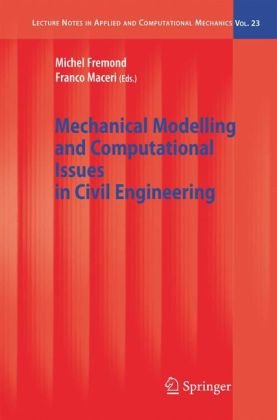 LECTURE NOTES IN APPLIED AND COMPUTATIONAL MECHANICS VOL. 23
Michel Fremond
Franco Maceri (Eds.)
Mechanical Modelling
and Computational
Issues
in Civil Engineering
Springer